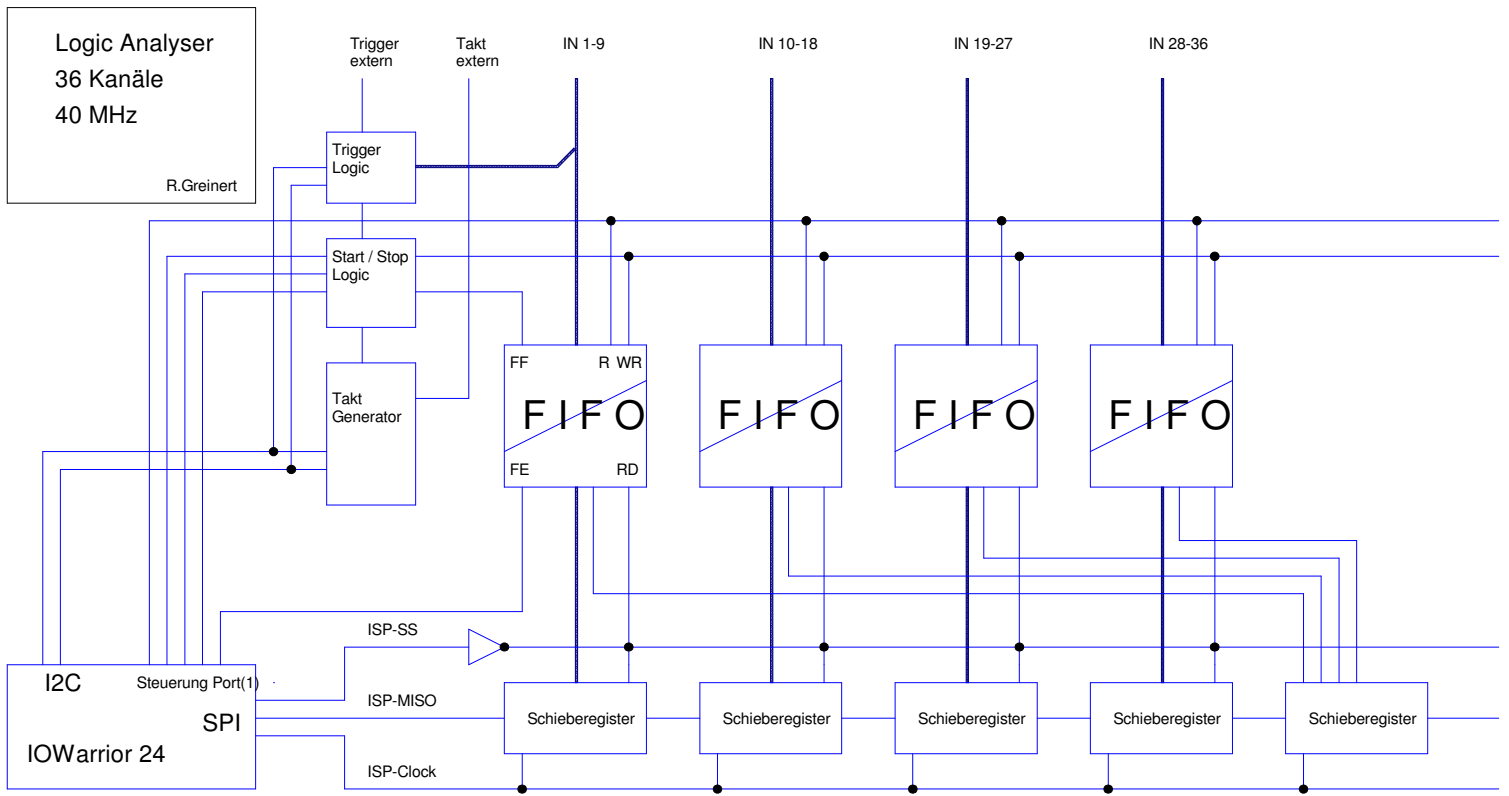 Logic Analyser
36 Kanäle
40 MHz
R.Greinert
Trigger
extern
Takt
extern
IN 1-9
IN 10-18
IN 19-27
IN 28-36
Trigger
Logic
Start / Stop
Logic
Takt
Generator
FF
R WR
FIFO
FE
RD
FIFO
FIFO
FIFO
ISP-SS
ISP-MISO
ISP-Clock
I2C
Steuerung Port(1)
SPI
IOWarrior 24
Schieberegister
Schieberegister
Schieberegister
Schieberegister
Schieberegister